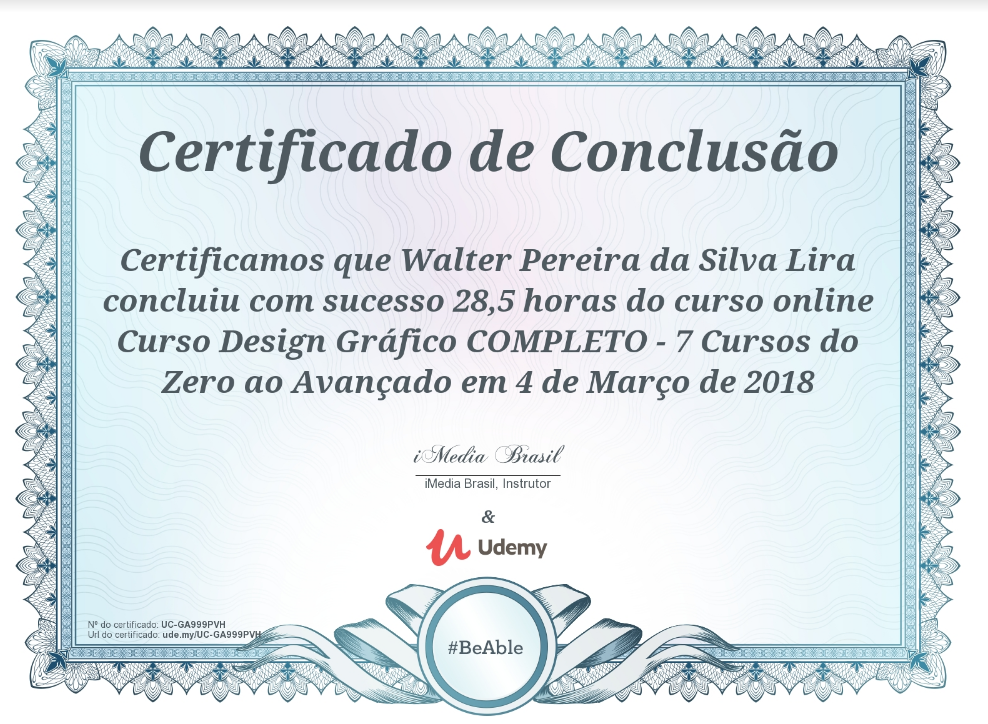 Certificado de Conclusão
Certificamos que Walter Pereira da Silva Lira
concluiu com sucesso 28,5 horas do curso online
Curso Design Gráfico COMPLETO - 7 Cursos do
Zero ao Avançado em 4 de Março de 2018
iMedia Brasil
iMedia Brasil, Instrutor
&
Udemy
Nº do certificado: UC-GA999PVH
Url do certificado: ude.my/UC-GA999PVH
#BeAble